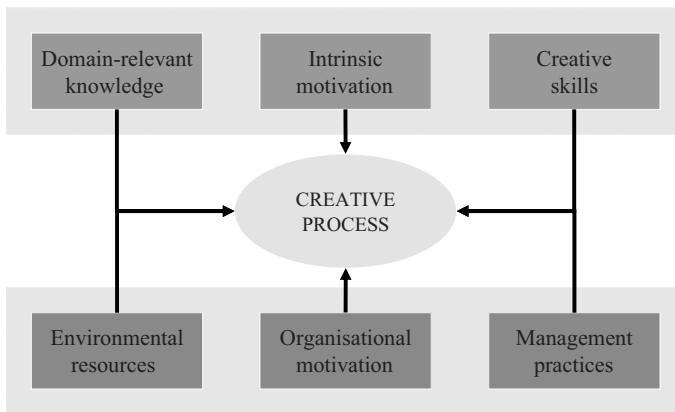 Domain-relevant
knowledge
Intrinsic
motivation
Creative
skills
CREATIVE
PROCESS
Environmental
resources
Organisational
motivation
Management
practices